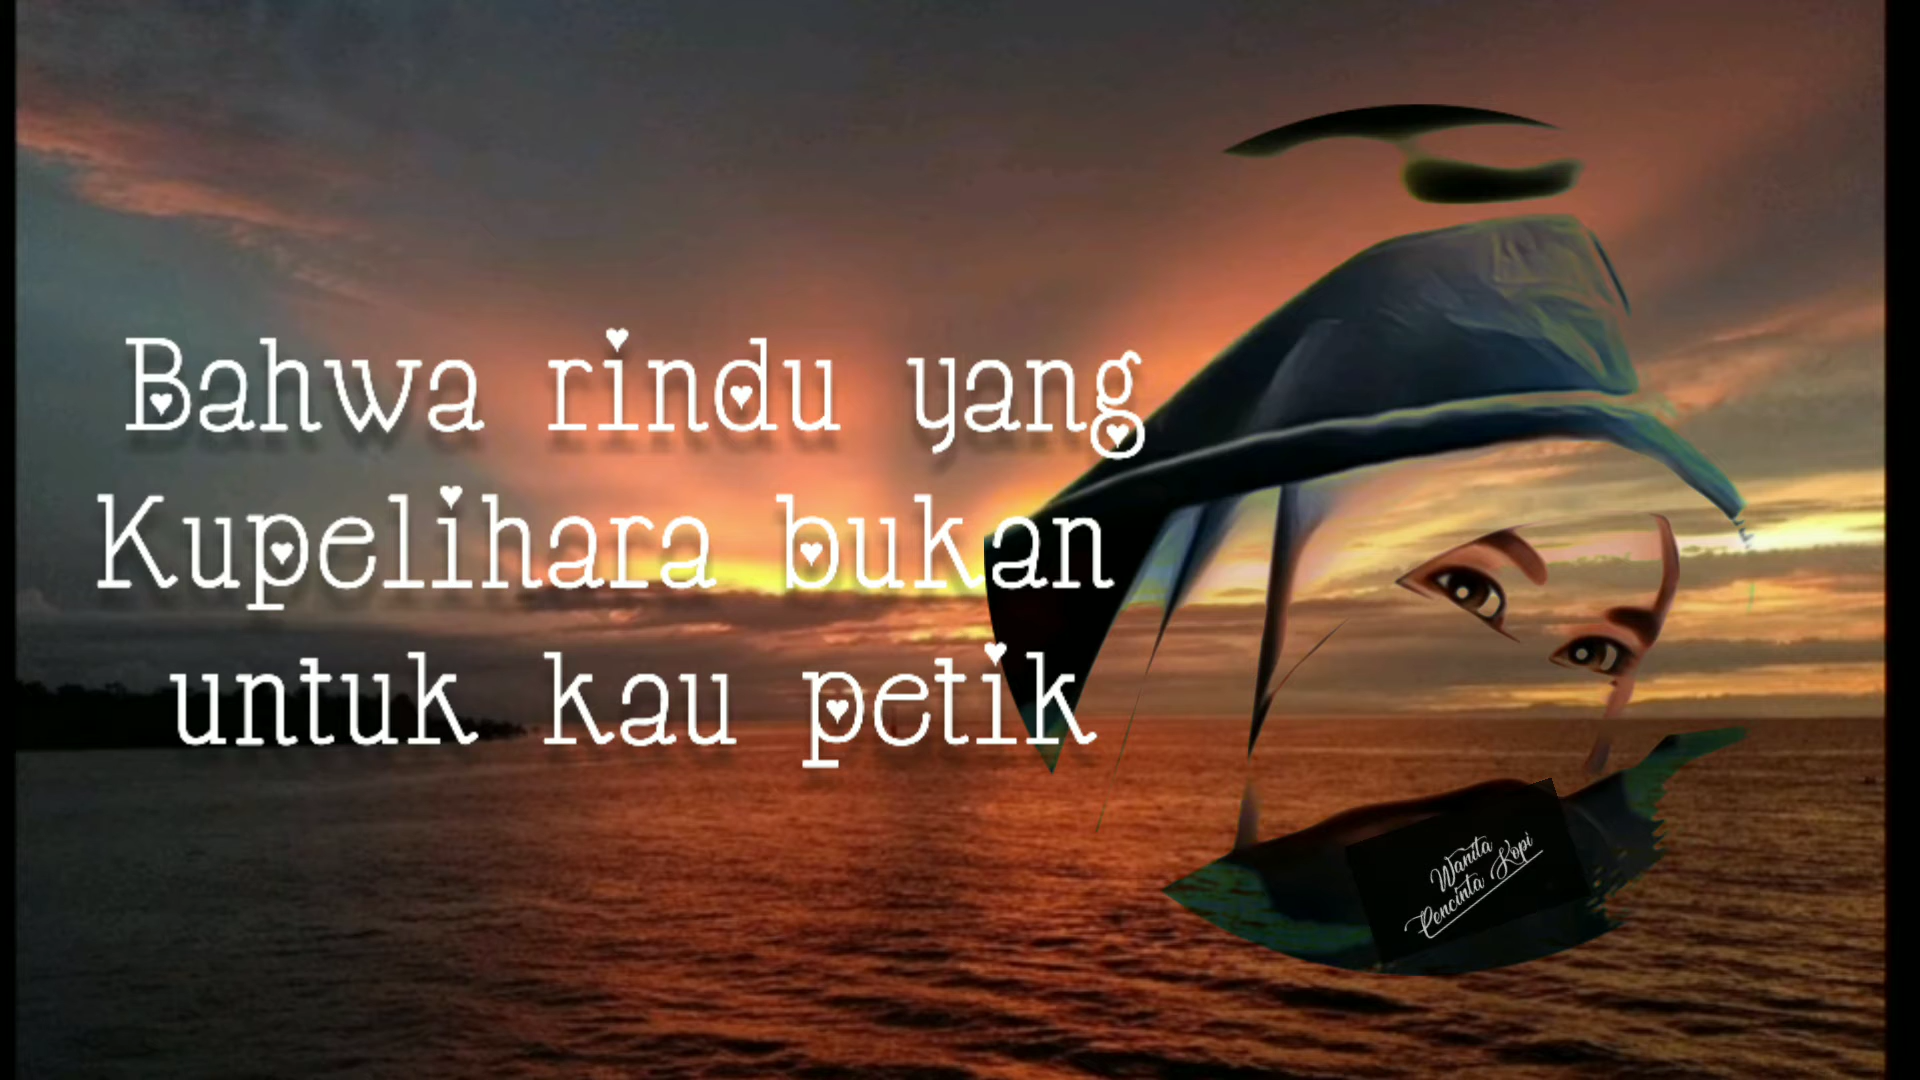 Bahwa rindu yang
Kupelihara bukan
untuk kau petik
Wanita
Pencinta Kopi